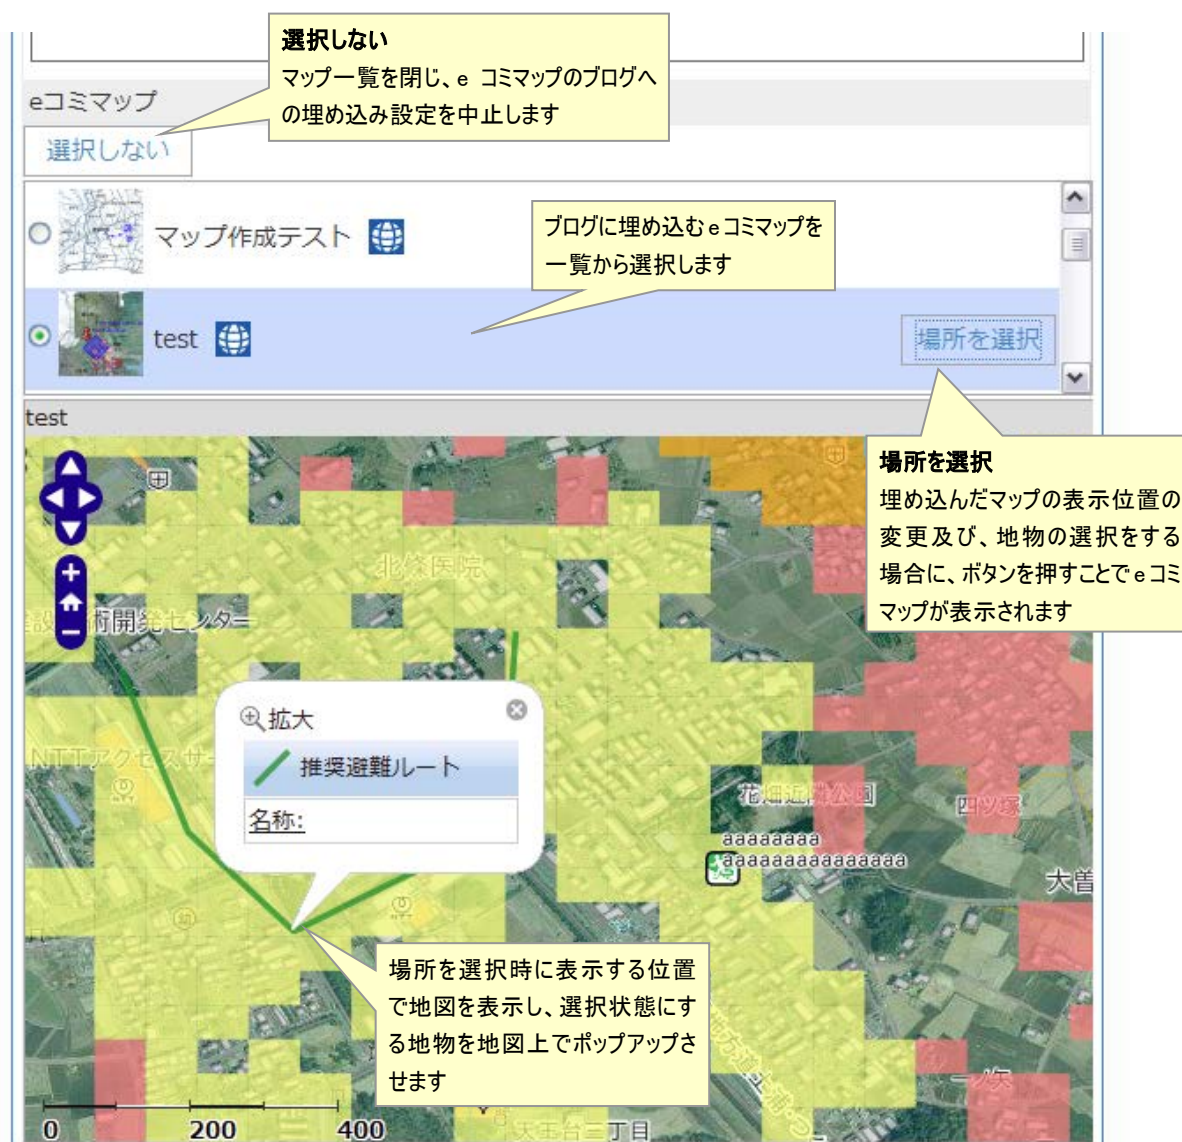 選択しない
マップ一覧を閉じ、e コミマップのブログへ
の埋め込み設定を中止します
eコミマップ
選択しない
マップ作成テスト
ブログに埋め込むeコミマップを
一覧から選択します
test
場所を選択
test
場所を選択
埋め込んだマップの表示位置の
変更及び、地物の選択をする
場合に、ボタンを押すことでeコミ
マップが表示されます
北条医院
術開発センター
拡大
推奨避難ルート
名称:
NTTアクセスサ
花畑近隣公園
四ツ塚
aaaaaaaa
aaaaaaaaaaaaaaa
大曽
場所を選択時に表示する位置
で地図を表示し、選択状態にす
る地物を地図上でポップアップさ
せます
一ノ矢
0 200 400
天王台三丁目